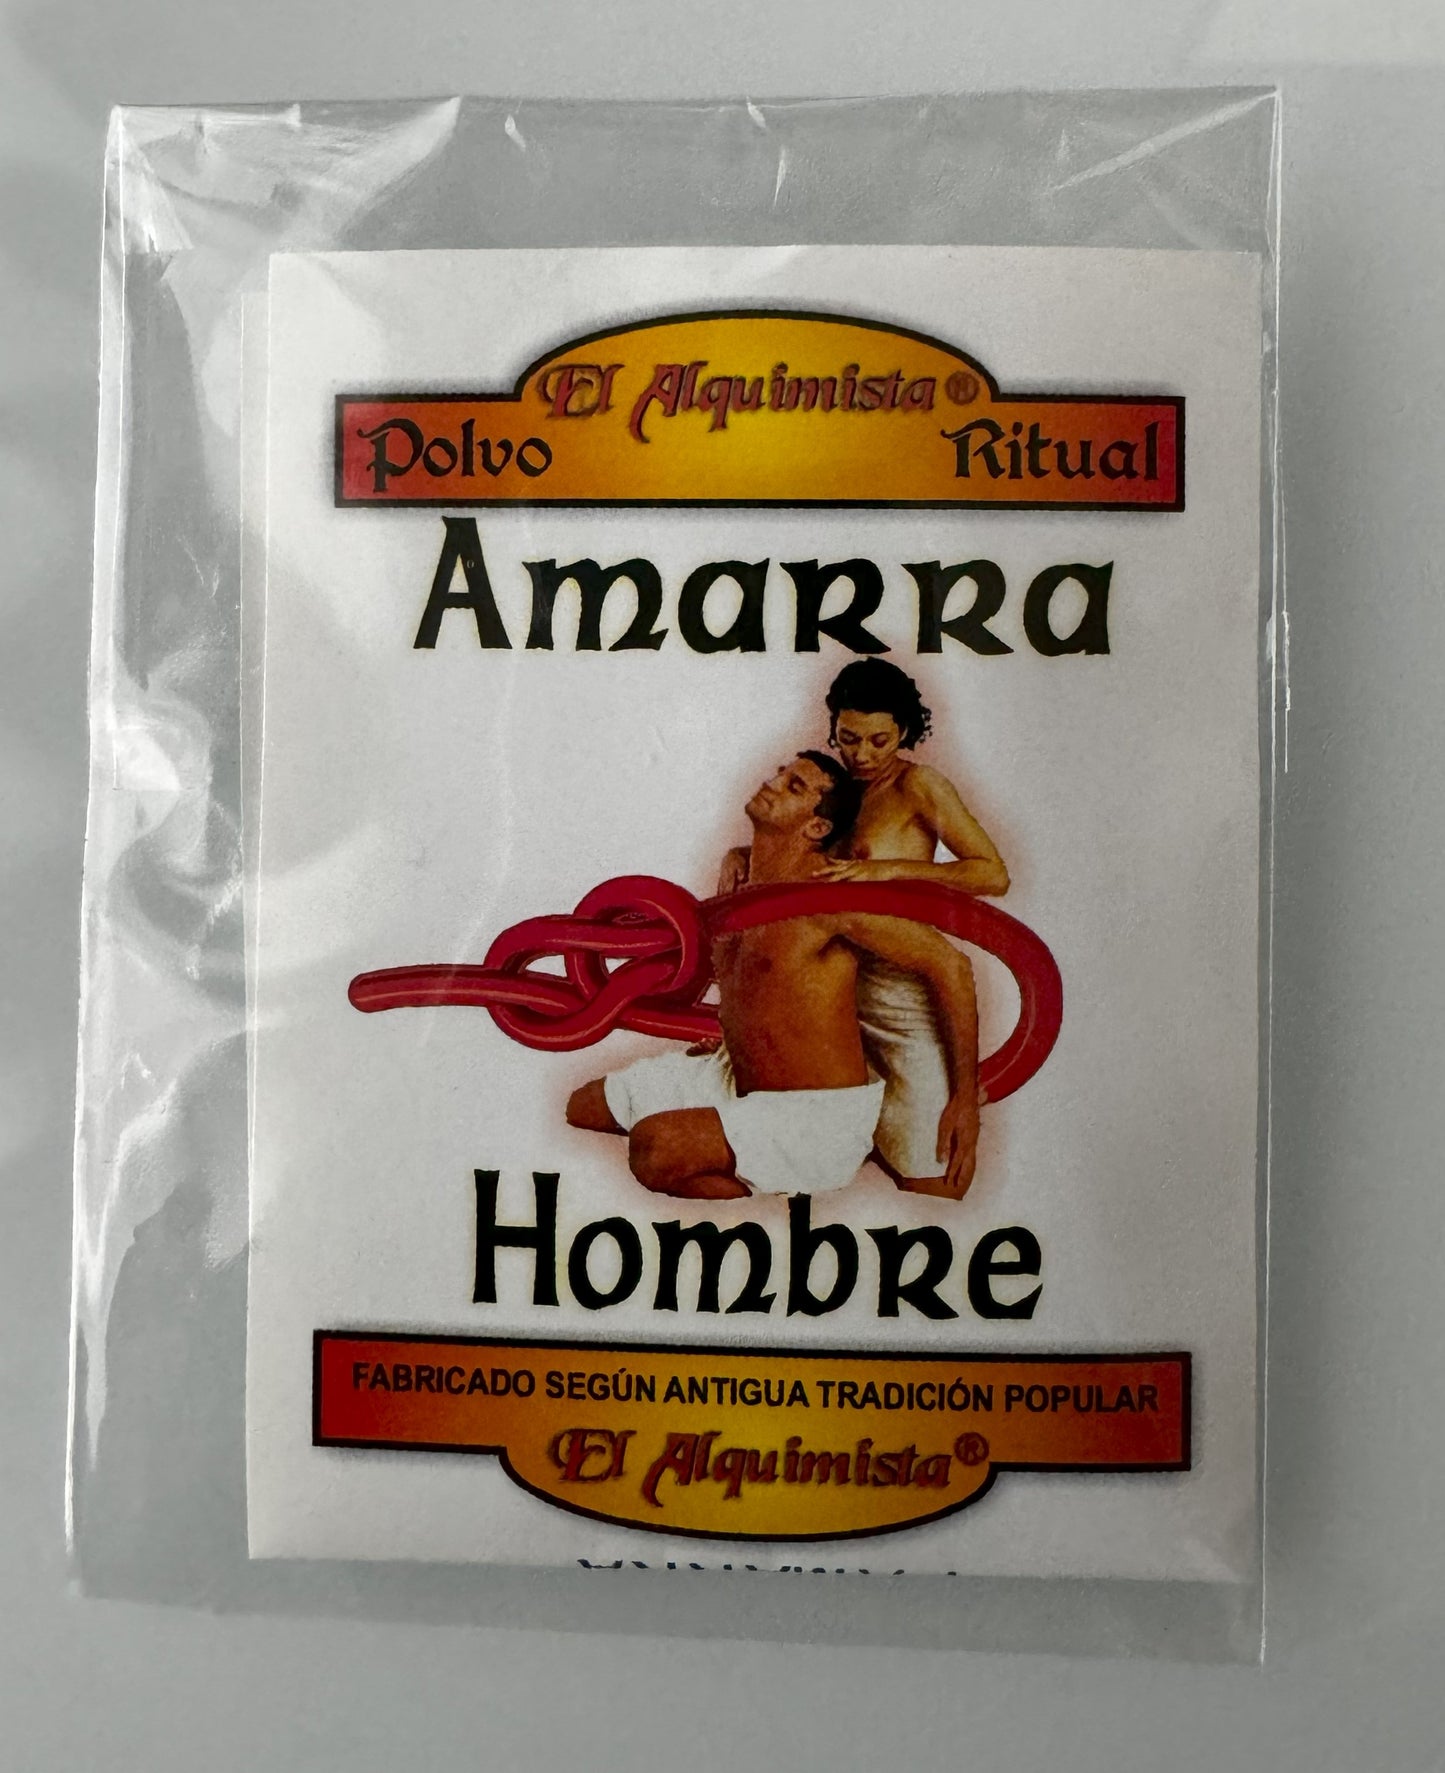 El Alquimista®
Polvo Ritual
Amarra
Hombre
FABRICADO SEGÚN ANTIGUA TRADICIÓN POPULAR
El Alquimista®